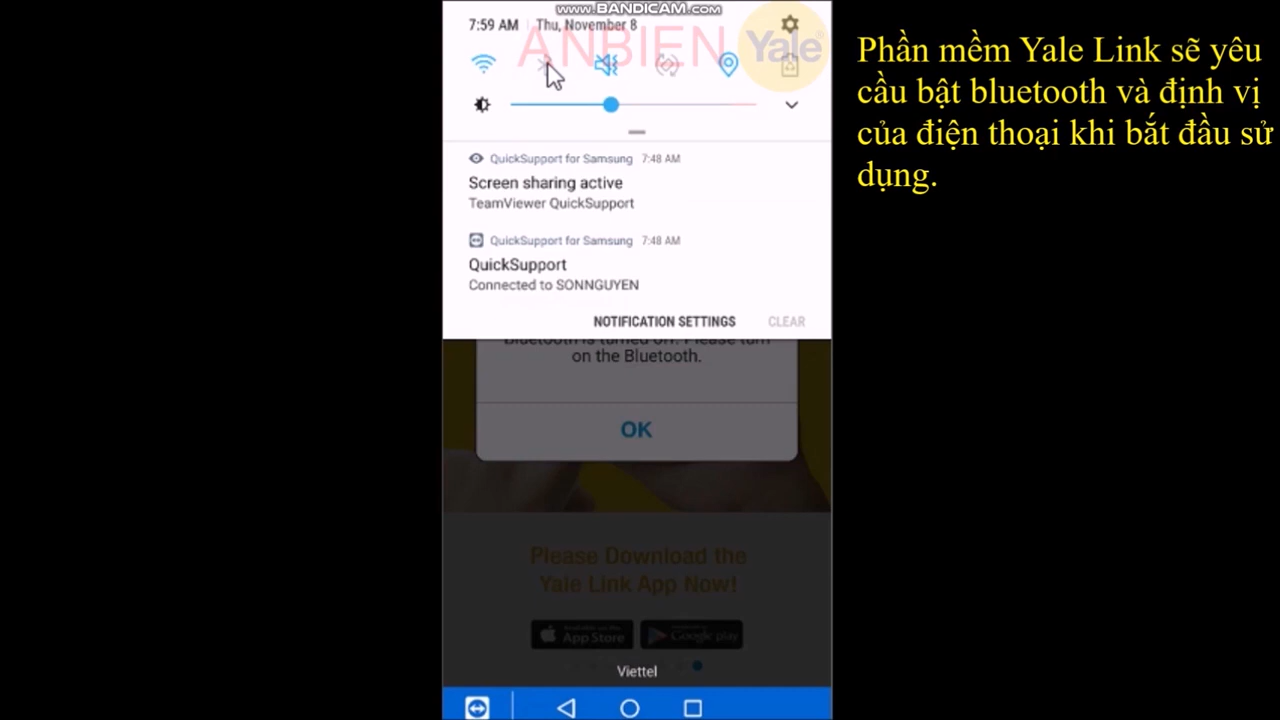 WWW.BANDICAM.COM
7:59 AM Thu, November 8
ANBIEN Yale
Phần mềm Yale Link sẽ yêu
cầu bật bluetooth và định vị
của điện thoại khi bắt đầu sử
dụng.
QuickSupport for Samsung 7:48 AM
Screen sharing active
TeamViewer QuickSupport
QuickSupport for Samsung 7:48 AM
QuickSupport
Connected to SONNGUYEN
NOTIFICATION SETTINGS CLEAR
Bluetooth is turned off. Please turn
on the Bluetooth.
OK
Please Download the
Yale Link App Now!
App Store Google play
Viettel